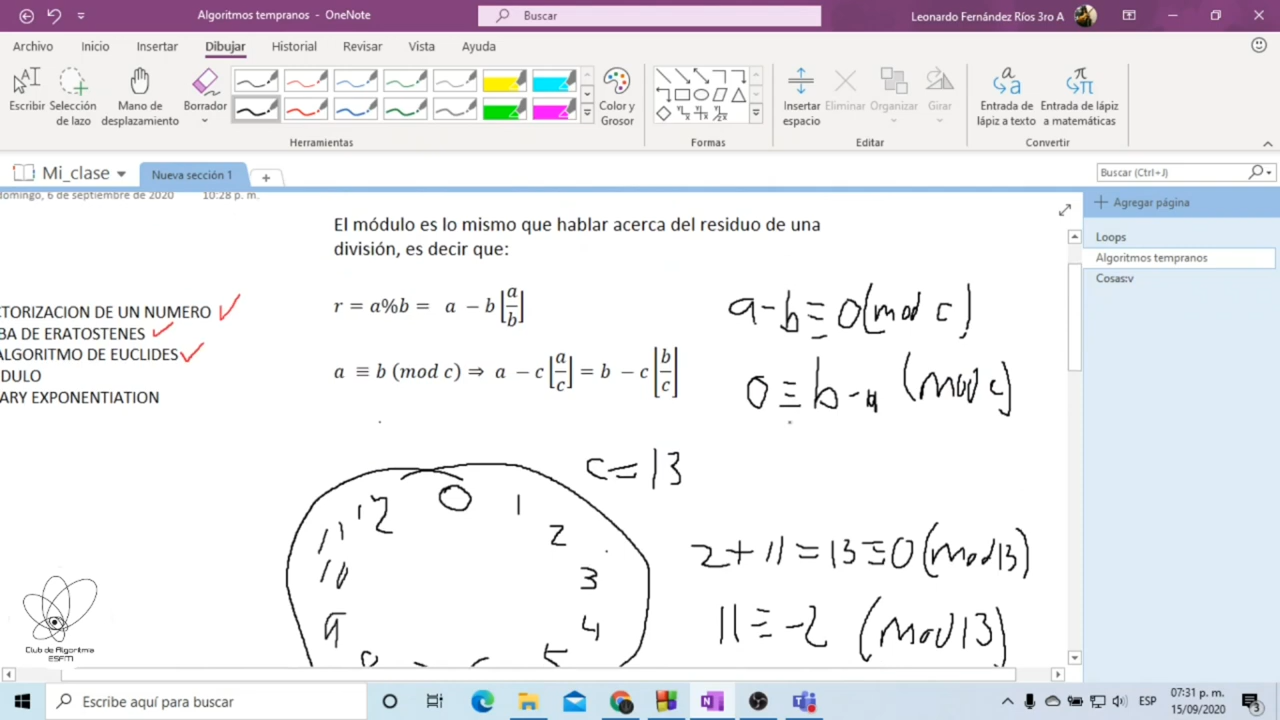 Algoritmos tempranos - OneNote
Buscar
Leonardo Fernández Ríos 3ro A
Archivo Inicio Insertar Dibujar Historial Revisar Vista Ayuda
Escribir Selección de lazo Mano de desplazamiento Borrador Color y Grosor Insertar espacio Eliminar Organizar Girar Entrada de lápiz a texto Entrada de lápiz a matemáticas
Herramientas Formas Editar Convertir
Mi_clase Nueva sección 1 Buscar (Ctrl+J)
domingo, 6 de septiembre de 2020 10:28 p. m.
Agregar página
Loops
Algoritmos tempranos
Cosas:v
El módulo es lo mismo que hablar acerca del residuo de una
división, es decir que:
r = a%b = a − b⌊a/b⌋
a ≡ b (mod c) ⇒ a − c⌊a/c⌋ = b − c⌊b/c⌋
CTORIZACION DE UN NUMERO
BA DE ERATOSTENES
ALGORITMO DE EUCLIDES
DULO
ARY EXPONENTIATION
a-b≡0(mod c)
0≡b-a (mod c)
c=13
0 1 2 3 4 5
9 10 11 12
2+11=13≡0(mod13)
11≡-2 (mod13)
Club de Algoritmia
ESFM
Escribe aquí para buscar
ESP
07:31 p. m.
15/09/2020
3